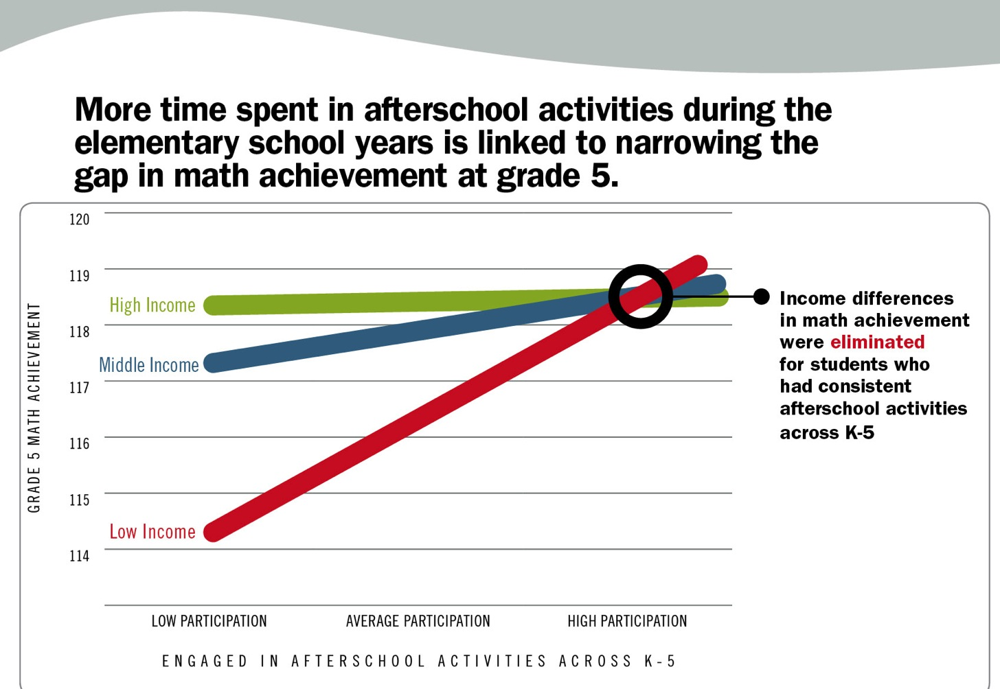 More time spent in afterschool activities during the
elementary school years is linked to narrowing the
gap in math achievement at grade 5.
120
119
High Income
118
Middle Income
117
116
115
Low Income
114
GRADE 5 MATH ACHIEVEMENT
Income differences
in math achievement
were eliminated
for students who
had consistent
afterschool activities
across K-5
LOW PARTICIPATION
AVERAGE PARTICIPATION
HIGH PARTICIPATION
ENGAGED IN AFTERSCHOOL ACTIVITIES ACROSS K-5